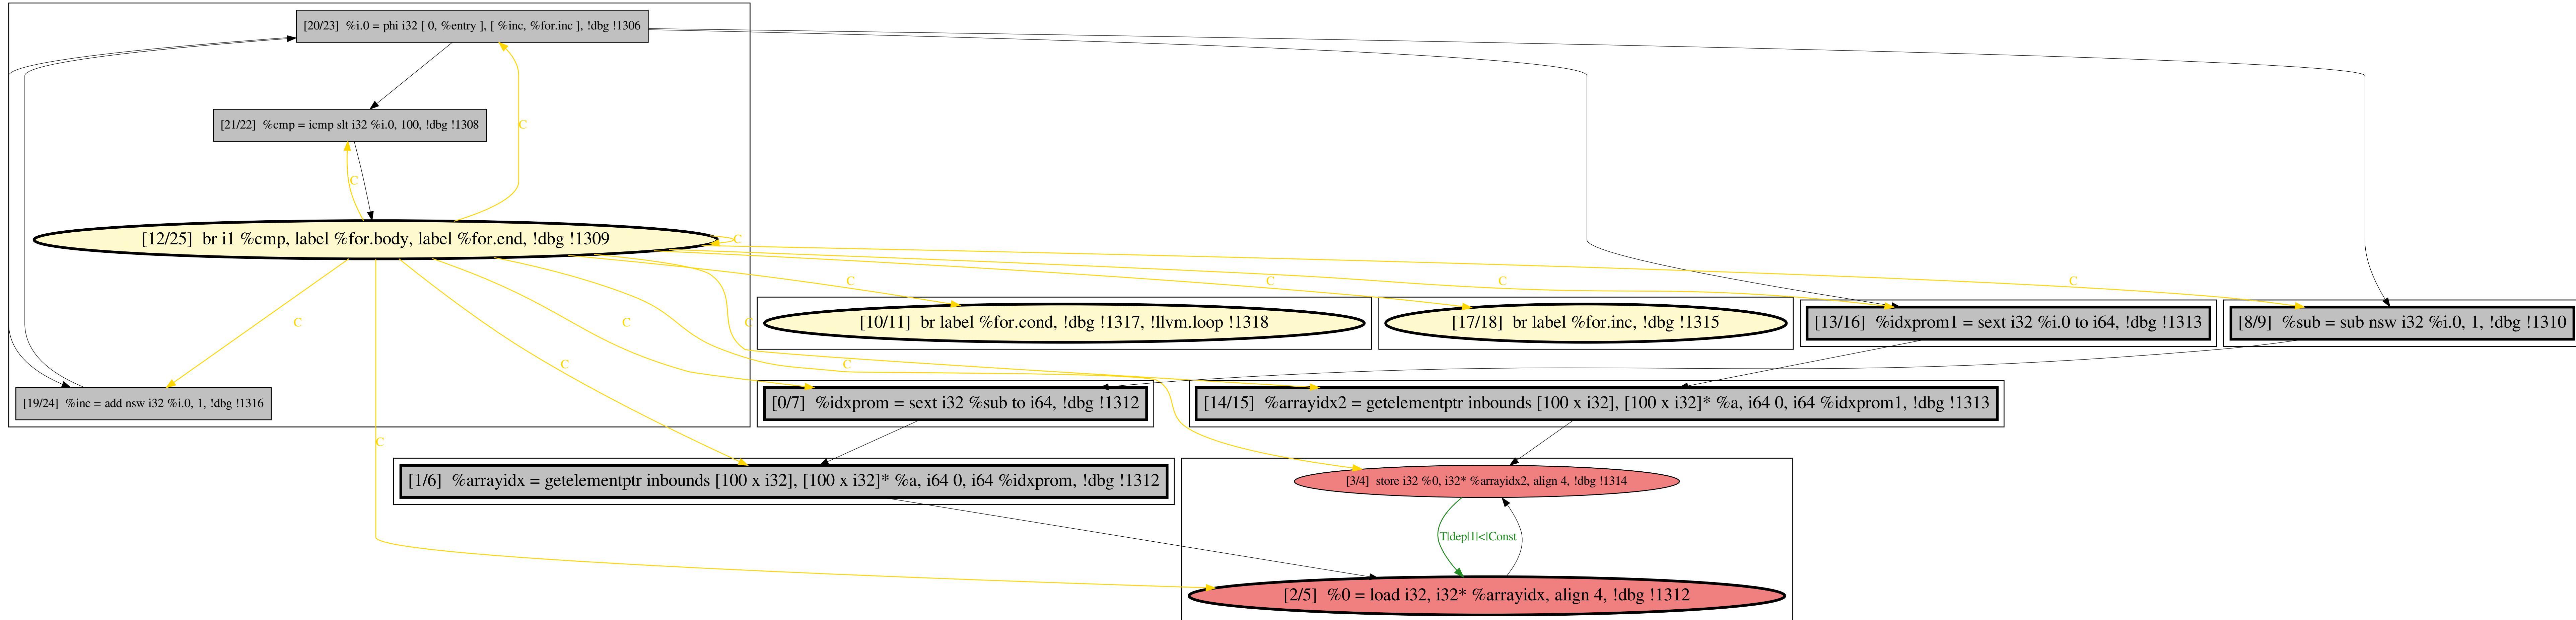 [20/23]  %i.0 = phi i32 [ 0, %entry ], [ %inc, %for.inc ], !dbg !1306
[21/22]  %cmp = icmp slt i32 %i.0, 100, !dbg !1308
C
C
[12/25]  br i1 %cmp, label %for.body, label %for.end, !dbg !1309
C
C
C
C
C
[10/11]  br label %for.cond, !dbg !1317, !llvm.loop !1318
[17/18]  br label %for.inc, !dbg !1315
[13/16]  %idxprom1 = sext i32 %i.0 to i64, !dbg !1313
[8/9]  %sub = sub nsw i32 %i.0, 1, !dbg !1310
C
C
C
C
C
[19/24]  %inc = add nsw i32 %i.0, 1, !dbg !1316
[0/7]  %idxprom = sext i32 %sub to i64, !dbg !1312
[14/15]  %arrayidx2 = getelementptr inbounds [100 x i32], [100 x i32]* %a, i64 0, i64 %idxprom1, !dbg !1313
C
[1/6]  %arrayidx = getelementptr inbounds [100 x i32], [100 x i32]* %a, i64 0, i64 %idxprom, !dbg !1312
[3/4]  store i32 %0, i32* %arrayidx2, align 4, !dbg !1314
T|dep|1|<|Const
[2/5]  %0 = load i32, i32* %arrayidx, align 4, !dbg !1312